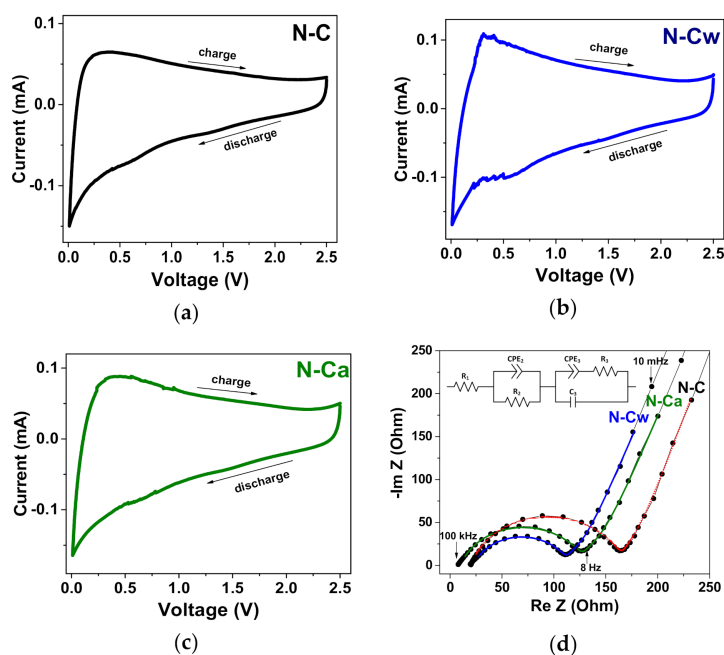 N-C
charge
discharge
Current (mA)
0.1
0.0
-0.1
0.0 0.5 1.0 1.5 2.0 2.5
Voltage (V)
(a)
N-Cw
charge
discharge
Current (mA)
0.1
0.0
-0.1
0.0 0.5 1.0 1.5 2.0 2.5
Voltage (V)
(b)
N-Ca
charge
discharge
Current (mA)
0.1
0.0
-0.1
0.0 0.5 1.0 1.5 2.0 2.5
Voltage (V)
(c)
-Im Z (Ohm)
250
200
150
100
50
0
CPE2 CPE3 R3
R1
R2 C3
10 mHz
N-C
N-Ca
N-Cw
100 kHz
8 Hz
0 50 100 150 200 250
Re Z (Ohm)
(d)